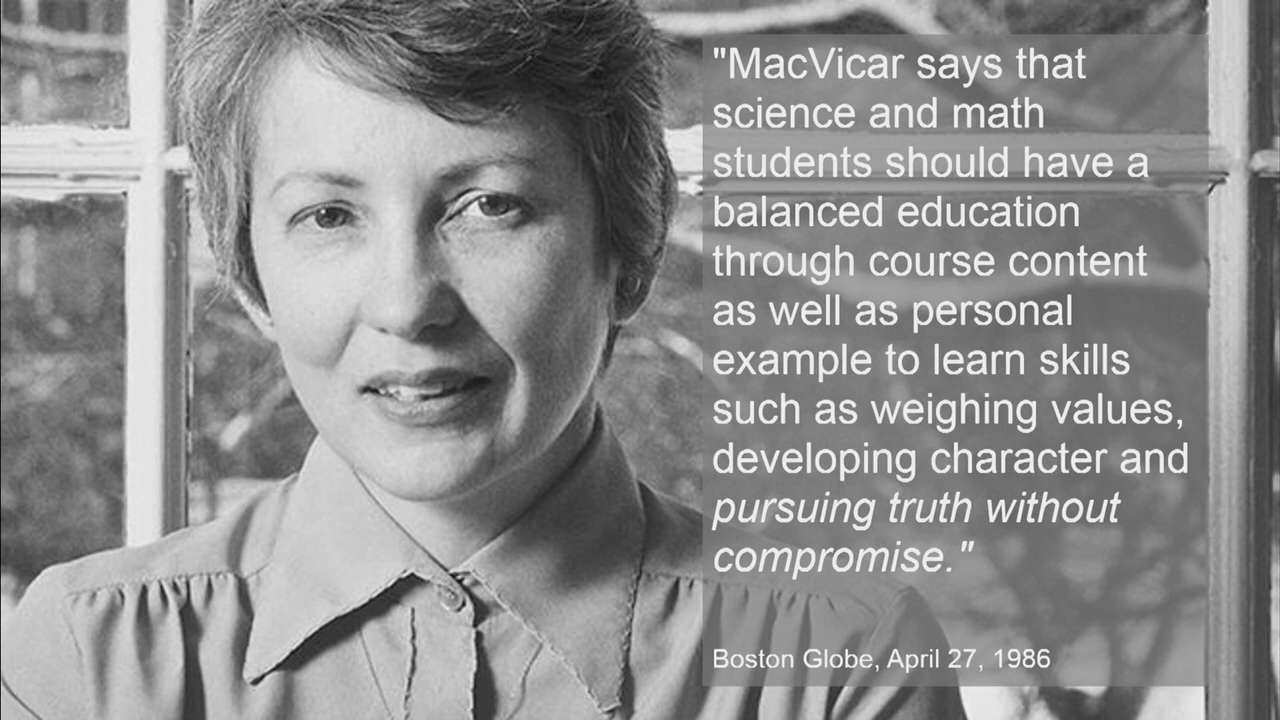 "MacVicar says that
science and math
students should have a
balanced education
through course content
as well as personal
example to learn skills
such as weighing values,
developing character and
pursuing truth without
compromise."
Boston Globe, April 27, 1986